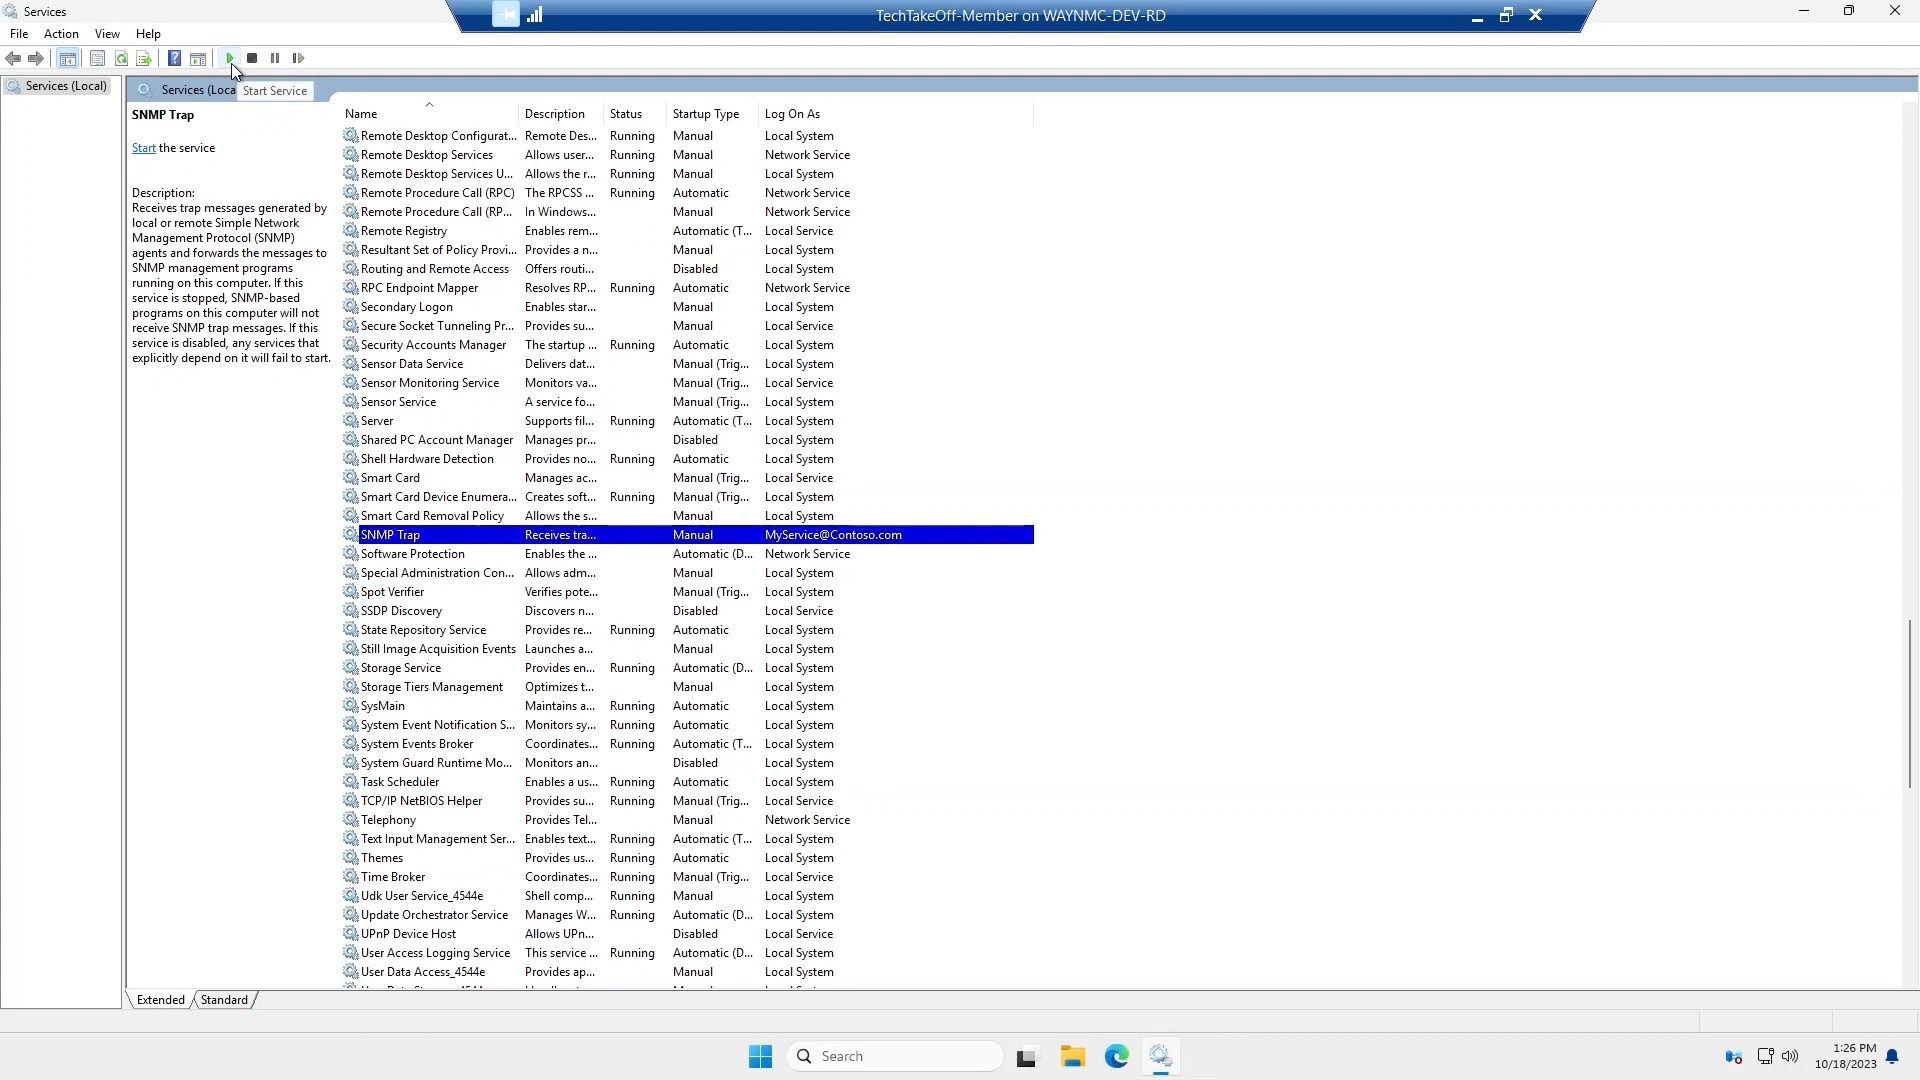 Services
TechTakeOff-Member on WAYNMC-DEV-RD
File Action View Help
Services (Local)
Services (Loca
Start Service
SNMP Trap
Start the service
Description:
Receives trap messages generated by
local or remote Simple Network
Management Protocol (SNMP)
agents and forwards the messages to
SNMP management programs
running on this computer. If this
service is stopped, SNMP-based
programs on this computer will not
receive SNMP trap messages. If this
service is disabled, any services that
explicitly depend on it will fail to start.
Name Description Status Startup Type Log On As
Remote Desktop Configurat... Remote Des... Running Manual Local System
Remote Desktop Services Allows user... Running Manual Network Service
Remote Desktop Services U... Allows the r... Running Manual Local System
Remote Procedure Call (RPC) The RPCSS ... Running Automatic Network Service
Remote Procedure Call (RP... In Windows... Manual Network Service
Remote Registry Enables rem... Automatic (T... Local Service
Resultant Set of Policy Provi... Provides a n... Manual Local System
Routing and Remote Access Offers routi... Disabled Local System
RPC Endpoint Mapper Resolves RP... Running Automatic Network Service
Secondary Logon Enables star... Manual Local System
Secure Socket Tunneling Pr... Provides su... Manual Local Service
Security Accounts Manager The startup ... Running Automatic Local System
Sensor Data Service Delivers dat... Manual (Trig... Local System
Sensor Monitoring Service Monitors va... Manual (Trig... Local Service
Sensor Service A service fo... Manual (Trig... Local System
Server Supports fil... Running Automatic (T... Local System
Shared PC Account Manager Manages pr... Disabled Local System
Shell Hardware Detection Provides no... Running Automatic Local System
Smart Card Manages ac... Manual (Trig... Local Service
Smart Card Device Enumera... Creates soft... Running Manual (Trig... Local System
Smart Card Removal Policy Allows the s... Manual Local System
SNMP Trap Receives tra... Manual MyService@Contoso.com
Software Protection Enables the ... Automatic (D... Network Service
Special Administration Con... Allows adm... Manual Local System
Spot Verifier Verifies pote... Manual (Trig... Local System
SSDP Discovery Discovers n... Disabled Local Service
State Repository Service Provides re... Running Automatic Local System
Still Image Acquisition Events Launches a... Manual Local System
Storage Service Provides en... Running Automatic (D... Local System
Storage Tiers Management Optimizes t... Manual Local System
SysMain Maintains a... Running Automatic Local System
System Event Notification S... Monitors sy... Running Automatic Local System
System Events Broker Coordinates... Running Automatic (T... Local System
System Guard Runtime Mo... Monitors an... Disabled Local System
Task Scheduler Enables a us... Running Automatic Local System
TCP/IP NetBIOS Helper Provides su... Running Manual (Trig... Local Service
Telephony Provides Tel... Manual Network Service
Text Input Management Ser... Enables text... Running Automatic (T... Local System
Themes Provides us... Running Automatic Local System
Time Broker Coordinates... Running Manual (Trig... Local Service
Udk User Service_4544e Shell comp... Running Manual Local System
Update Orchestrator Service Manages W... Running Automatic (D... Local System
UPnP Device Host Allows UPn... Disabled Local Service
User Access Logging Service This service ... Running Automatic (D... Local System
User Data Access_4544e Provides ap... Manual Local System
Extended Standard
Search
1:26 PM
10/18/2023